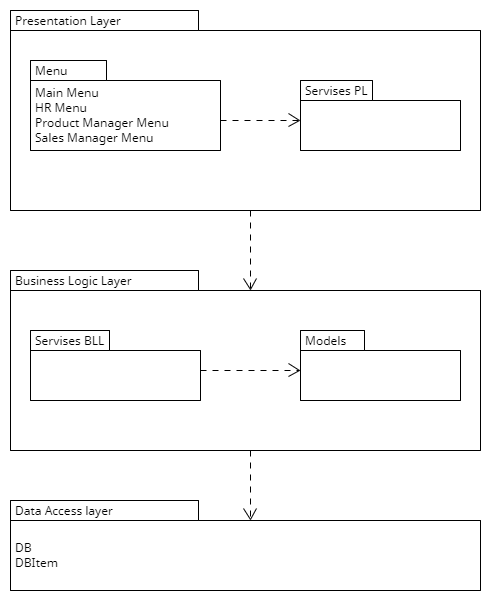 Presentation Layer
Menu
Main Menu
HR Menu
Product Manager Menu
Sales Manager Menu
Servises PL
Business Logic Layer
Servises BLL
Models
Data Access layer
DB
DBItem